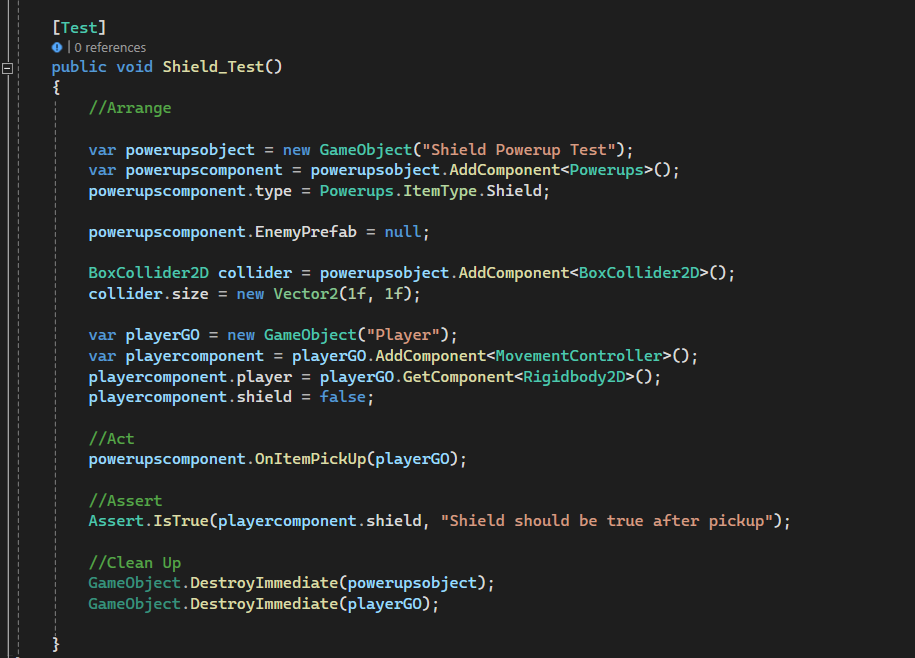 [Test]
| 0 references
public void Shield_Test()
{
//Arrange
var powerupsobject = new GameObject("Shield Powerup Test");
var powerupscomponent = powerupsobject.AddComponent<Powerups>();
powerupscomponent.type = Powerups.ItemType.Shield;
powerupscomponent.EnemyPrefab = null;
BoxCollider2D collider = powerupsobject.AddComponent<BoxCollider2D>();
collider.size = new Vector2(1f, 1f);
var playerGO = new GameObject("Player");
var playercomponent = playerGO.AddComponent<MovementController>();
playercomponent.player = playerGO.GetComponent<Rigidbody2D>();
playercomponent.shield = false;
//Act
powerupscomponent.OnItemPickUp(playerGO);
//Assert
Assert.IsTrue(playercomponent.shield, "Shield should be true after pickup");
//Clean Up
GameObject.DestroyImmediate(powerupsobject);
GameObject.DestroyImmediate(playerGO);
}